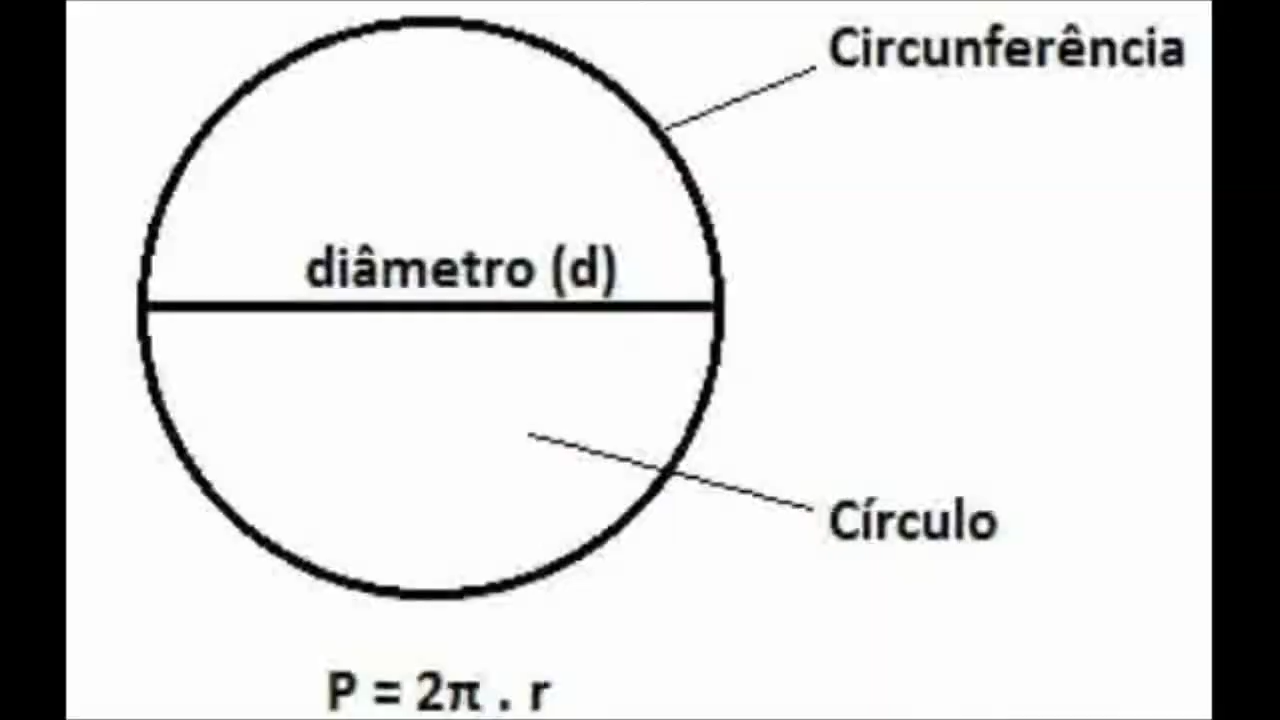 Circunferência
diâmetro (d)
Círculo
P = 2π . r